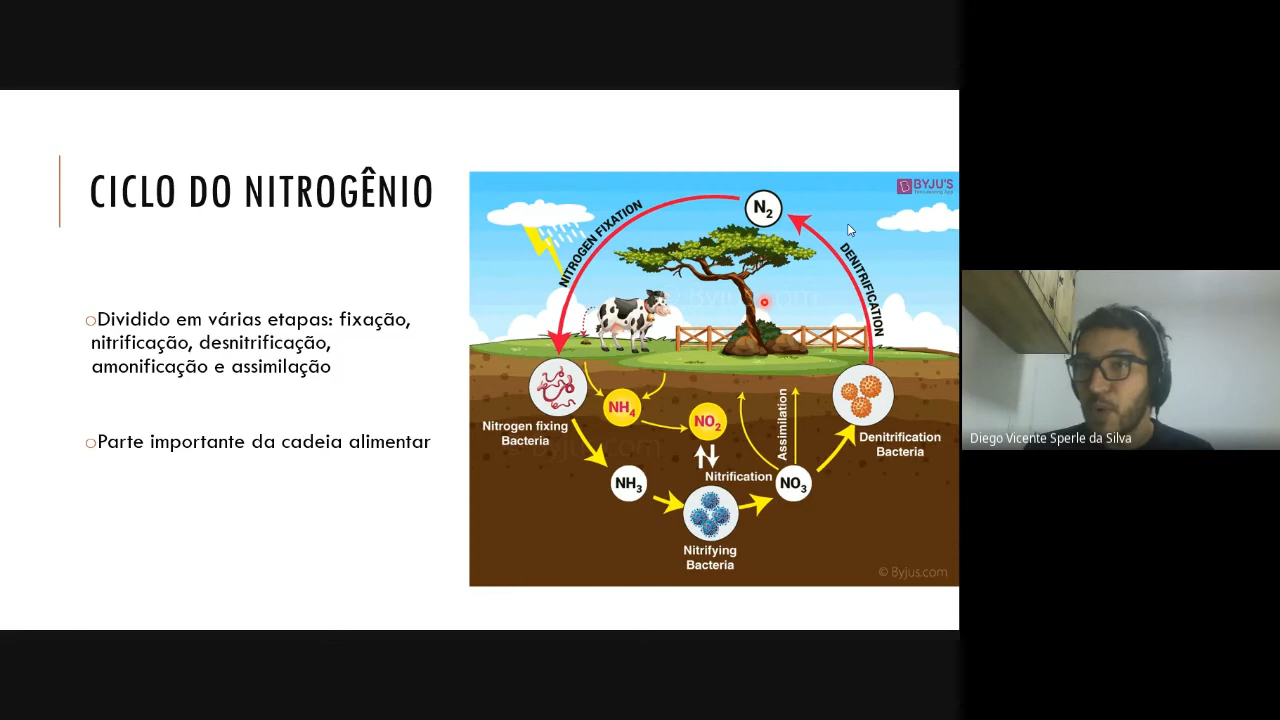 CICLO DO NITROGÊNIO
Dividido em várias etapas: fixação,
nitrificação, desnitrificação,
amonificação e assimilação
Parte importante da cadeia alimentar
BYJU'S
N2
NITROGEN FIXATION
DENITRIFICATION
NH4
NO2
Nitrogen fixing
Bacteria
Assimilation
Denitrification
Bacteria
NH3
Nitrification
NO3
Nitrifying
Bacteria
© Byjus.com
Diego Vicente Sperle da Silva